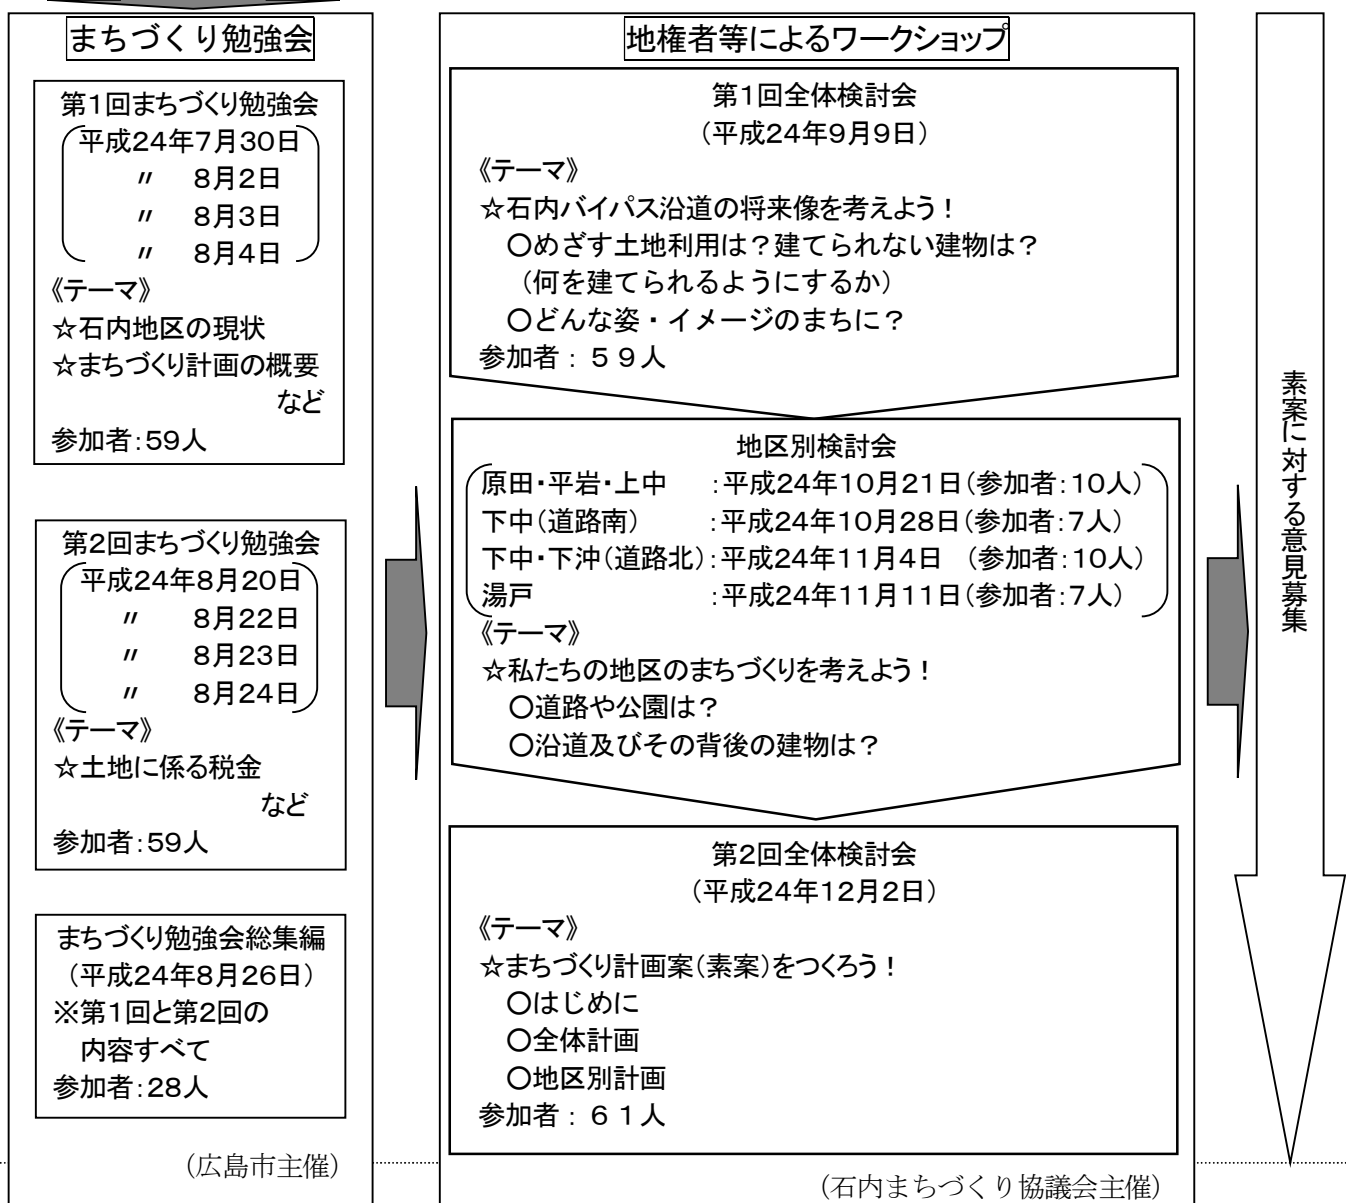 まちづくり勉強会
第1回まちづくり勉強会
平成24年7月30日
〃 8月2日
〃 8月3日
〃 8月4日
《テーマ》
☆石内地区の現状
☆まちづくり計画の概要
など
参加者:59人
第2回まちづくり勉強会
平成24年8月20日
〃 8月22日
〃 8月23日
〃 8月24日
《テーマ》
☆土地に係る税金
など
参加者:59人
まちづくり勉強会総集編
(平成24年8月26日)
※第1回と第2回の
内容すべて
参加者:28人
(広島市主催)
地権者等によるワークショップ
第1回全体検討会
(平成24年9月9日)
《テーマ》
☆石内バイパス沿道の将来像を考えよう!
○めざす土地利用は?建てられない建物は?
(何を建てられるようにするか)
○どんな姿・イメージのまちに?
参加者:59人
地区別検討会
原田・平岩・上中 :平成24年10月21日(参加者:10人)
下中(道路南) :平成24年10月28日(参加者:7人)
下中・下沖(道路北):平成24年11月4日 (参加者:10人)
湯戸 :平成24年11月11日(参加者:7人)
《テーマ》
☆私たちの地区のまちづくりを考えよう!
○道路や公園は?
○沿道及びその背後の建物は?
第2回全体検討会
(平成24年12月2日)
《テーマ》
☆まちづくり計画案(素案)をつくろう!
○はじめに
○全体計画
○地区別計画
参加者:61人
(石内まちづくり協議会主催)
素案に対する意見募集